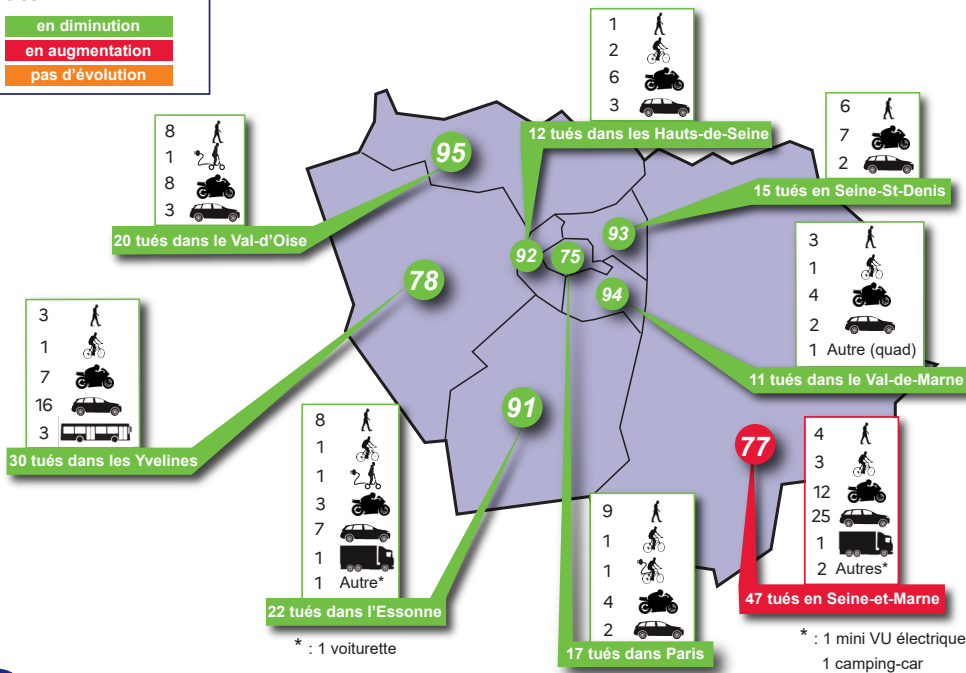 en diminution
en augmentation
pas d'évolution
1
2
6
3
12 tués dans les Hauts-de-Seine
6
7
2
15 tués en Seine-St-Denis
8
1
8
3
20 tués dans le Val-d'Oise
95
93
92
75
94
78
91
77
3
1
4
2
1 Autre (quad)
11 tués dans le Val-de-Marne
3
1
7
16
3
30 tués dans les Yvelines
8
1
1
3
7
1
1 Autre*
22 tués dans l'Essonne
* : 1 voiturette
9
1
1
4
2
17 tués dans Paris
4
3
12
25
1
2 Autres*
47 tués en Seine-et-Marne
* : 1 mini VU électrique
1 camping-car